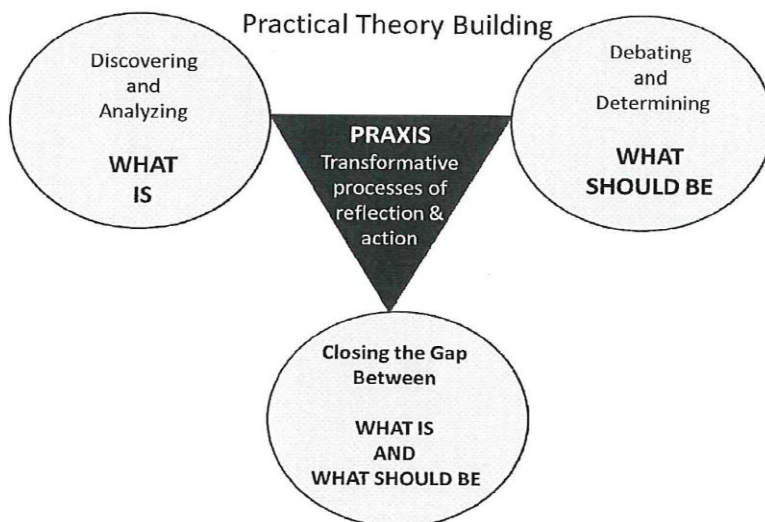 Practical Theory Building
Discovering
and
Analyzing
WHAT
IS
PRAXIS
Transformative
processes of
reflection &
action
Debating
and
Determining
WHAT
SHOULD BE
Closing the Gap
Between
WHAT IS
AND
WHAT SHOULD BE